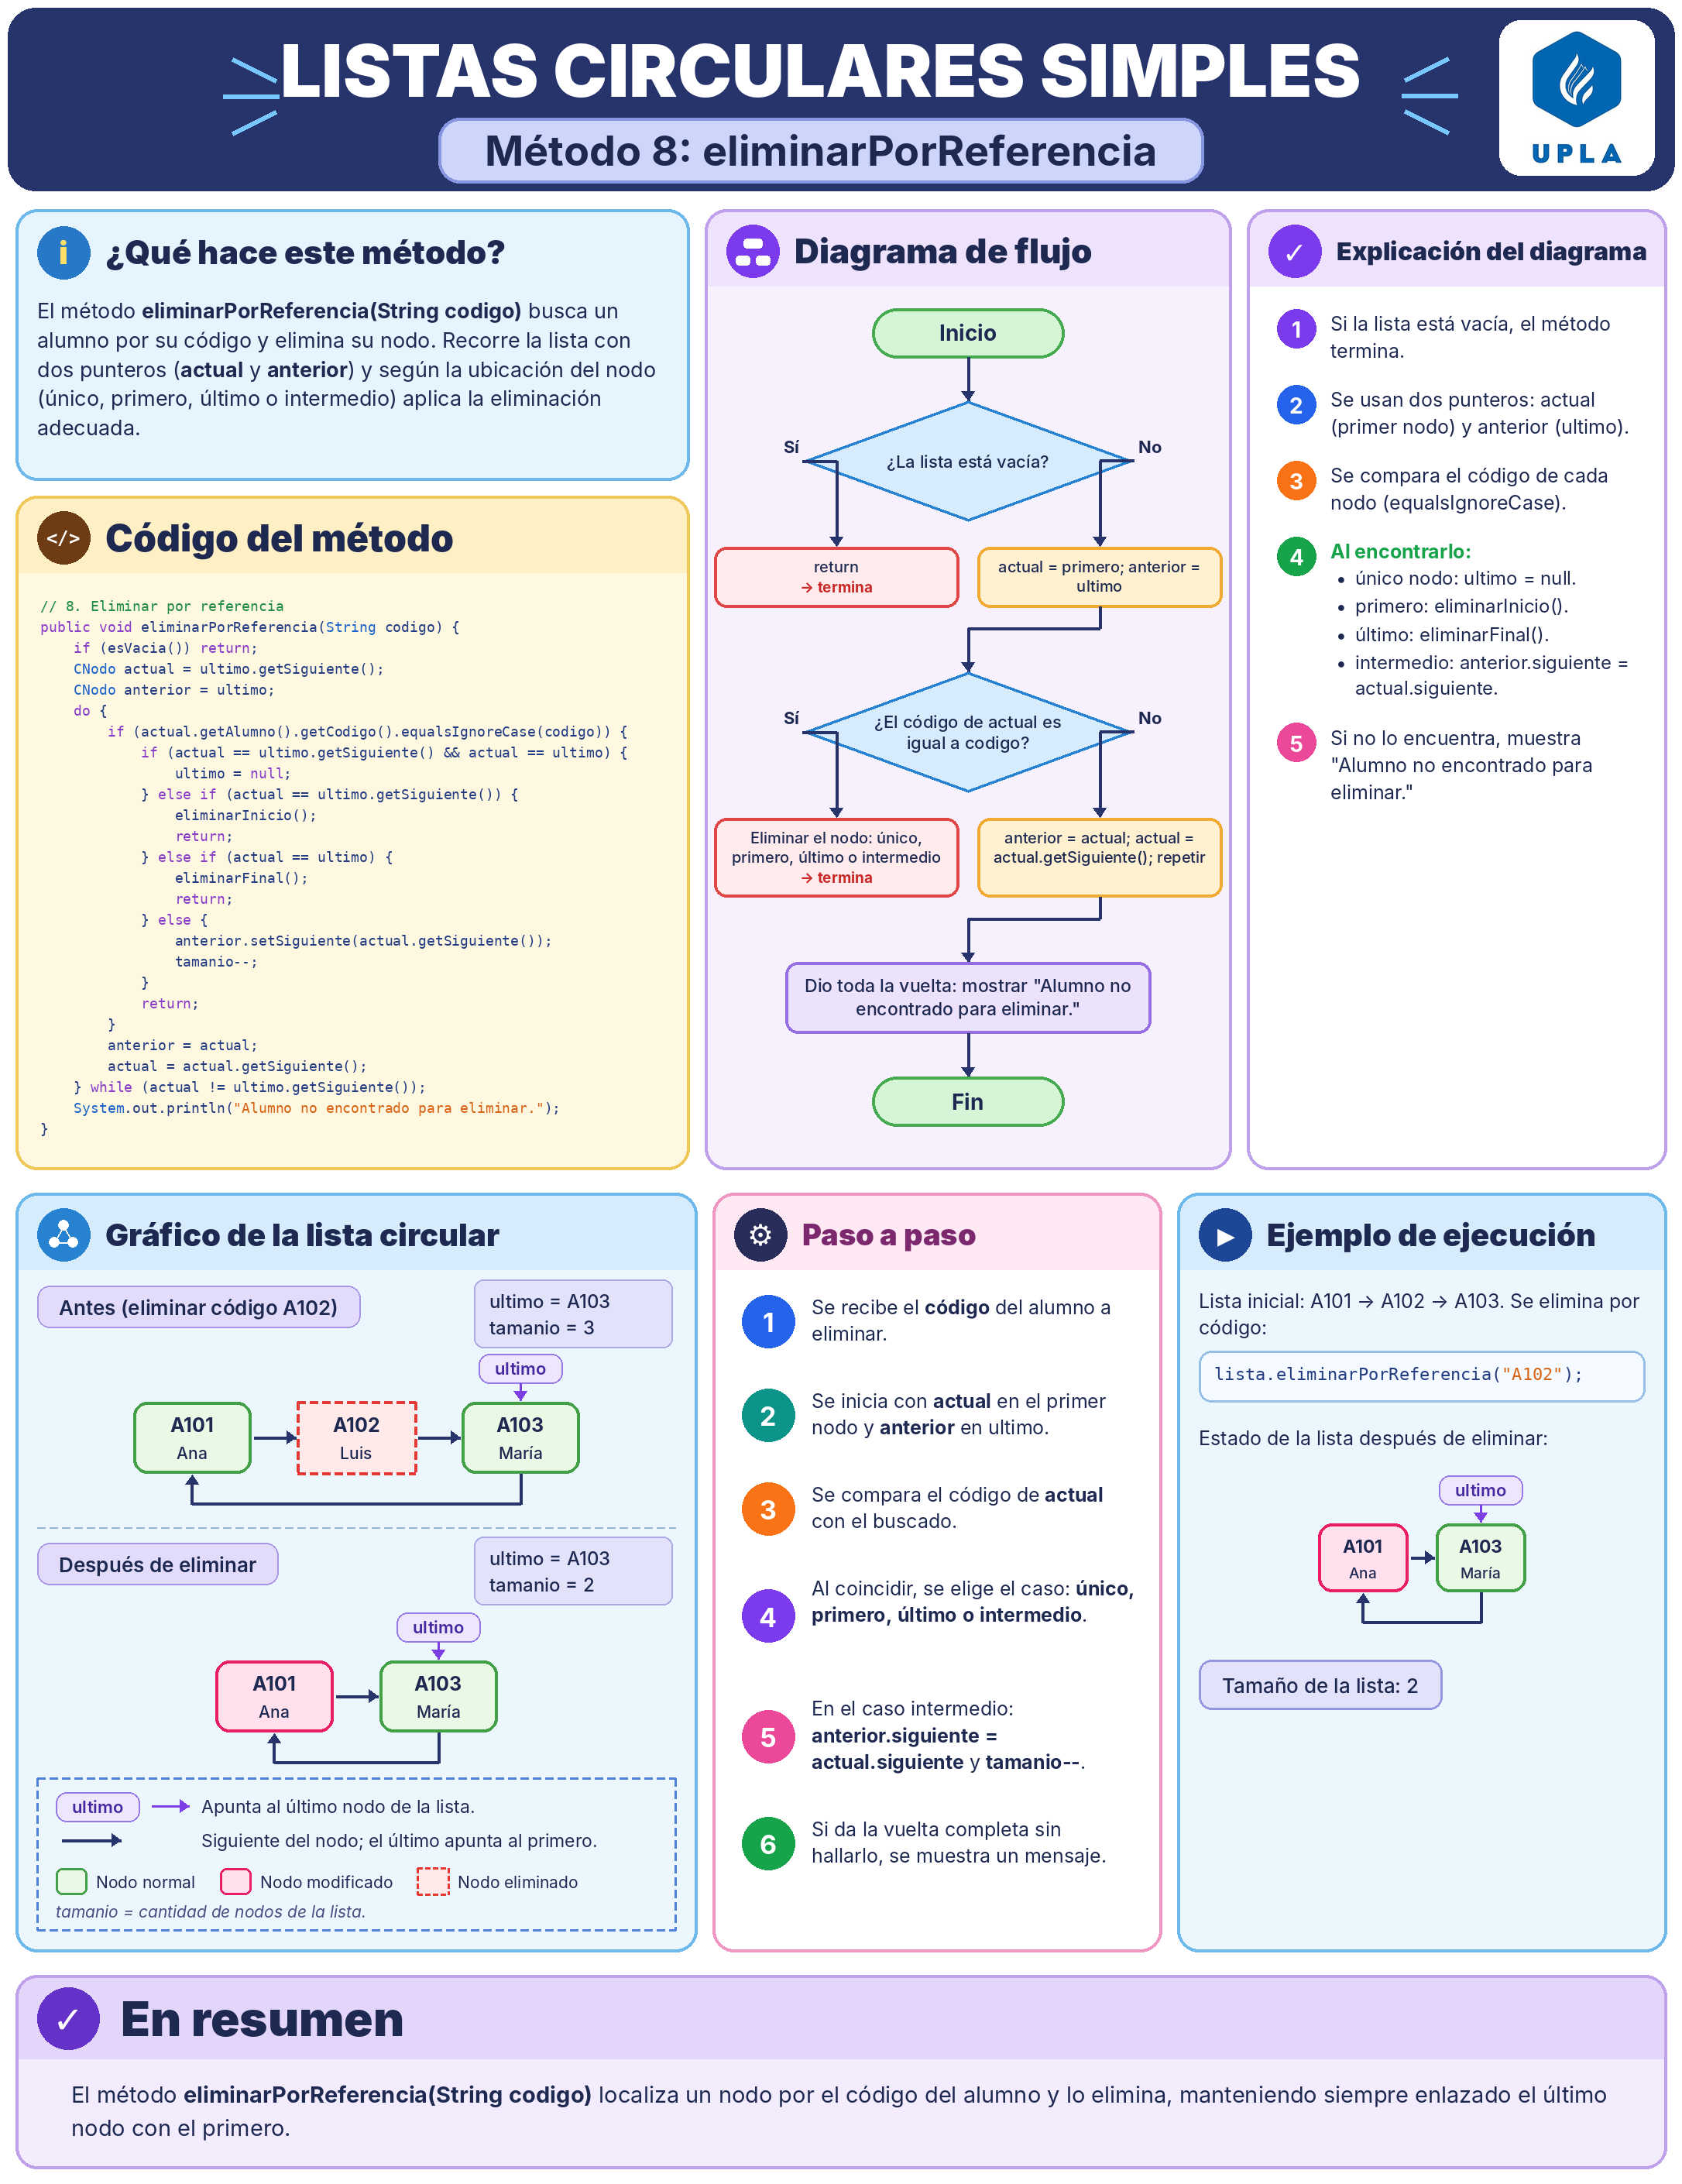 LISTAS CIRCULARES SIMPLES
Método 8: eliminarPorReferencia
UPLA
i
¿Qué hace este método?
El método eliminarPorReferencia(String codigo) busca un
alumno por su código y elimina su nodo. Recorre la lista con
dos punteros (actual y anterior) y según la ubicación del nodo
(único, primero, último o intermedio) aplica la eliminación
adecuada.
</>
Código del método
// 8. Eliminar por referencia
public void eliminarPorReferencia(String codigo) {
    if (esVacia()) return;
    CNodo actual = ultimo.getSiguiente();
    CNodo anterior = ultimo;
    do {
        if (actual.getAlumno().getCodigo().equalsIgnoreCase(codigo)) {
            if (actual == ultimo.getSiguiente() && actual == ultimo) {
                ultimo = null;
            } else if (actual == ultimo.getSiguiente()) {
                eliminarInicio();
                return;
            } else if (actual == ultimo) {
                eliminarFinal();
                return;
            } else {
                anterior.setSiguiente(actual.getSiguiente());
                tamanio--;
            }
            return;
        }
        anterior = actual;
        actual = actual.getSiguiente();
    } while (actual != ultimo.getSiguiente());
    System.out.println("Alumno no encontrado para eliminar.");
}
Diagrama de flujo
Inicio
¿La lista está vacía?
Sí
No
return
→ termina
actual = primero; anterior =
ultimo
¿El código de actual es
igual a codigo?
Sí
No
Eliminar el nodo: único,
primero, último o intermedio
→ termina
anterior = actual; actual =
actual.getSiguiente(); repetir
Dio toda la vuelta: mostrar "Alumno no
encontrado para eliminar."
Fin
✓
Explicación del diagrama
1
Si la lista está vacía, el método
termina.
2
Se usan dos punteros: actual
(primer nodo) y anterior (ultimo).
3
Se compara el código de cada
nodo (equalsIgnoreCase).
4
Al encontrarlo:
• único nodo: ultimo = null.
• primero: eliminarInicio().
• último: eliminarFinal().
• intermedio: anterior.siguiente =
actual.siguiente.
5
Si no lo encuentra, muestra
"Alumno no encontrado para
eliminar."
Gráfico de la lista circular
Antes (eliminar código A102)
ultimo = A103
tamanio = 3
ultimo
A101
Ana
A102
Luis
A103
María
Después de eliminar
ultimo = A103
tamanio = 2
ultimo
A101
Ana
A103
María
ultimo → Apunta al último nodo de la lista.
→ Siguiente del nodo; el último apunta al primero.
Nodo normal
Nodo modificado
Nodo eliminado
tamanio = cantidad de nodos de la lista.
Paso a paso
1
Se recibe el código del alumno a
eliminar.
2
Se inicia con actual en el primer
nodo y anterior en ultimo.
3
Se compara el código de actual
con el buscado.
4
Al coincidir, se elige el caso: único,
primero, último o intermedio.
5
En el caso intermedio:
anterior.siguiente =
actual.siguiente y tamanio--.
6
Si da la vuelta completa sin
hallarlo, se muestra un mensaje.
Ejemplo de ejecución
Lista inicial: A101 → A102 → A103. Se elimina por
código:
lista.eliminarPorReferencia("A102");
Estado de la lista después de eliminar:
ultimo
A101
Ana
A103
María
Tamaño de la lista: 2
✓
En resumen
El método eliminarPorReferencia(String codigo) localiza un nodo por el código del alumno y lo elimina, manteniendo siempre enlazado el último
nodo con el primero.